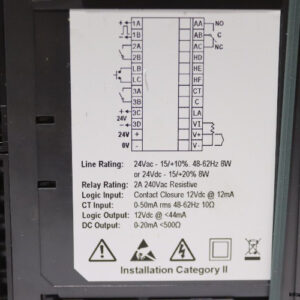 1A AA NO
1B AB C
2A AC NC
2B HD
LB HE
LC HF
3A CT
3B C
3C LA
24V 3D VI
24V + V+
0V - V-
Line Rating: 24Vac - 15/+10%. 48-62Hz 8W
or 24Vdc - 15/+20% 8W
Relay Rating: 2A 240Vac Resistive
Logic Input: Contact Closure 12Vdc @ 12mA
CT Input: 0-50mA rms 48-62Hz 10Ω
Logic Output: 12Vdc @ <44mA
DC Output: 0-20mA <500Ω
Installation Category II